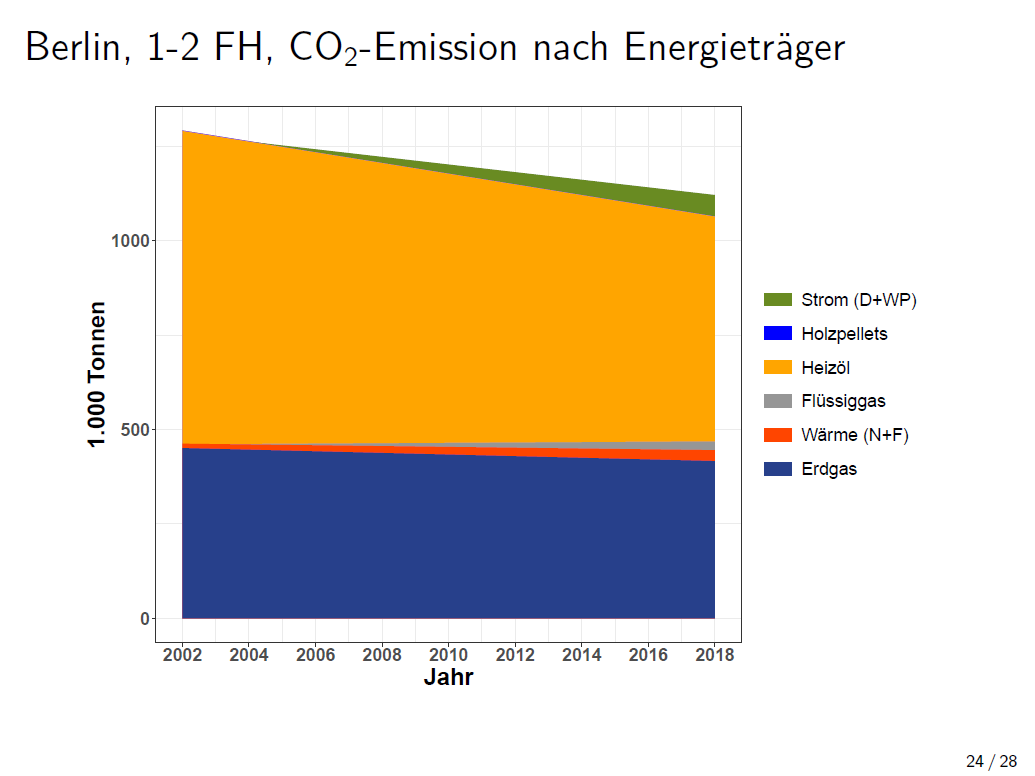 Berlin, 1-2 FH, CO₂-Emission nach Energieträger
1000
500
0
1.000 Tonnen
2002 2004 2006 2008 2010 2012 2014 2016 2018
Jahr
Strom (D+WP)
Holzpellets
Heizöl
Flüssiggas
Wärme (N+F)
Erdgas
24 / 28